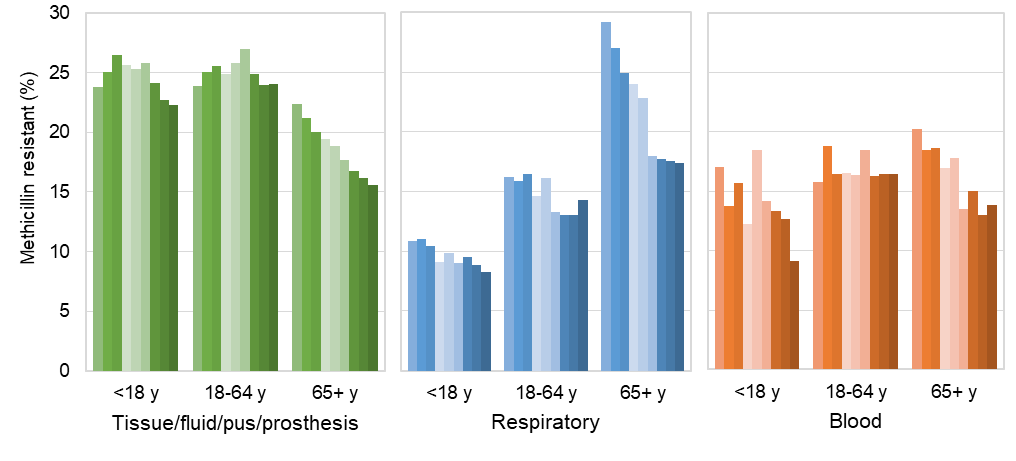 Methicillin resistant (%)
30
25
20
15
10
5
0
<18 y 18-64 y 65+ y
Tissue/fluid/pus/prosthesis
<18 y 18-64 y 65+ y
Respiratory
<18 y 18-64 y 65+ y
Blood